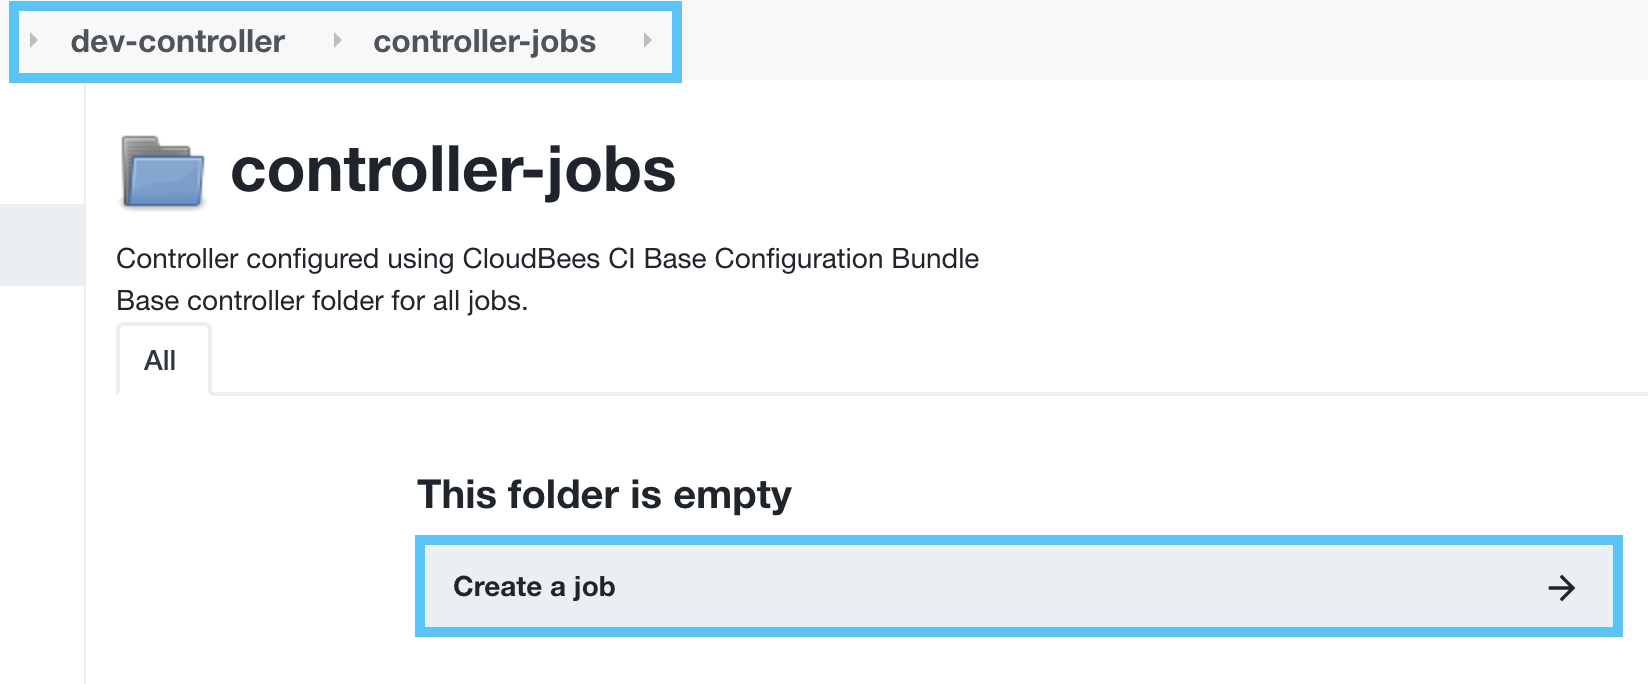 dev-controller controller-jobs
controller-jobs
Controller configured using CloudBees CI Base Configuration Bundle
Base controller folder for all jobs.
All
This folder is empty
Create a job